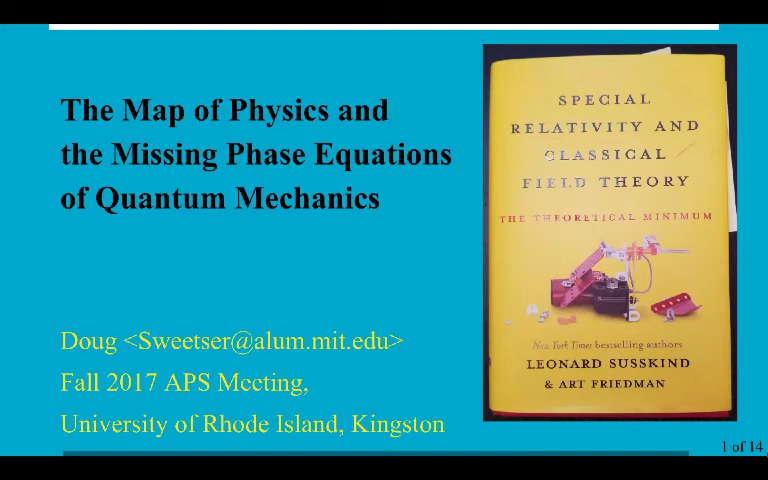 The Map of Physics and
the Missing Phase Equations
of Quantum Mechanics
Doug <Sweetser@alum.mit.edu>
Fall 2017 APS Meeting,
University of Rhode Island, Kingston
SPECIAL
RELATIVITY AND
CLASSICAL
FIELD THEORY
THE THEORETICAL MINIMUM
New York Times bestselling authors
LEONARD SUSSKIND
& ART FRIEDMAN
1 of 14